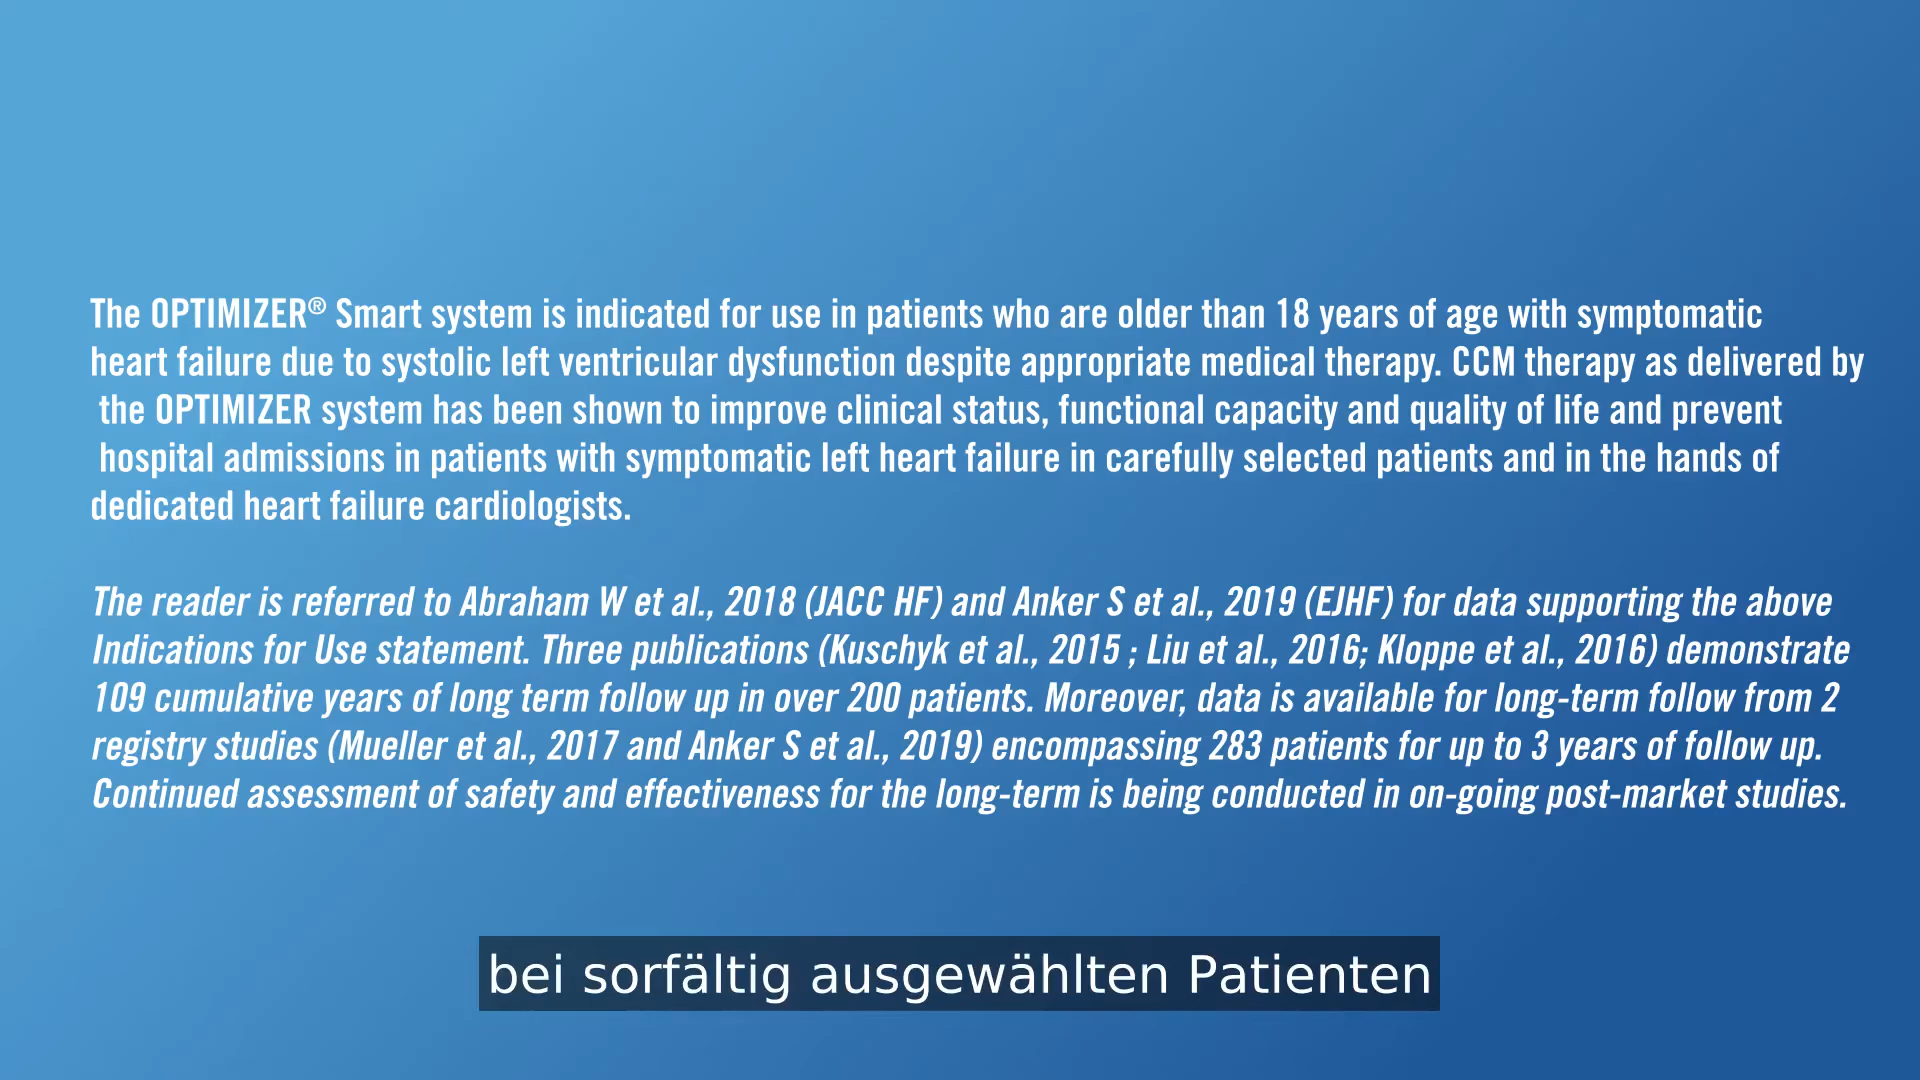 The OPTIMIZER® Smart system is indicated for use in patients who are older than 18 years of age with symptomatic
heart failure due to systolic left ventricular dysfunction despite appropriate medical therapy. CCM therapy as delivered by
the OPTIMIZER system has been shown to improve clinical status, functional capacity and quality of life and prevent
hospital admissions in patients with symptomatic left heart failure in carefully selected patients and in the hands of
dedicated heart failure cardiologists.
The reader is referred to Abraham W et al., 2018 (JACC HF) and Anker S et al., 2019 (EJHF) for data supporting the above
Indications for Use statement. Three publications (Kuschyk et al., 2015 ; Liu et al., 2016; Kloppe et al., 2016) demonstrate
109 cumulative years of long term follow up in over 200 patients. Moreover, data is available for long-term follow from 2
registry studies (Mueller et al., 2017 and Anker S et al., 2019) encompassing 283 patients for up to 3 years of follow up.
Continued assessment of safety and effectiveness for the long-term is being conducted in on-going post-market studies.
bei sorfältig ausgewählten Patienten